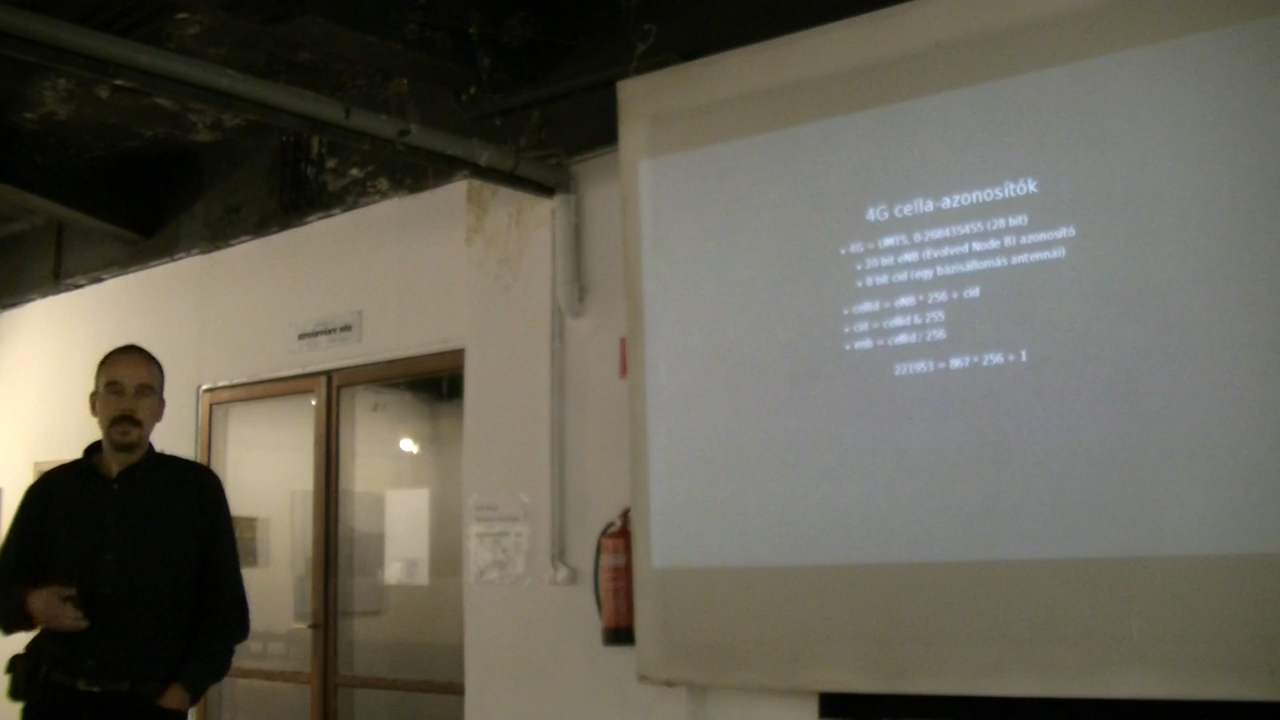 4G cella-azonosítók
4G = UMTS, 0-268435455 (28 bit)
20 bit eNB (Evolved Node B) azonosító
8 bit cid (egy bázisállomás antennái)
cellid = eNB * 256 + cid
cid = cellid & 255
enb = cellid / 256
221953 = 867 * 256 + 1